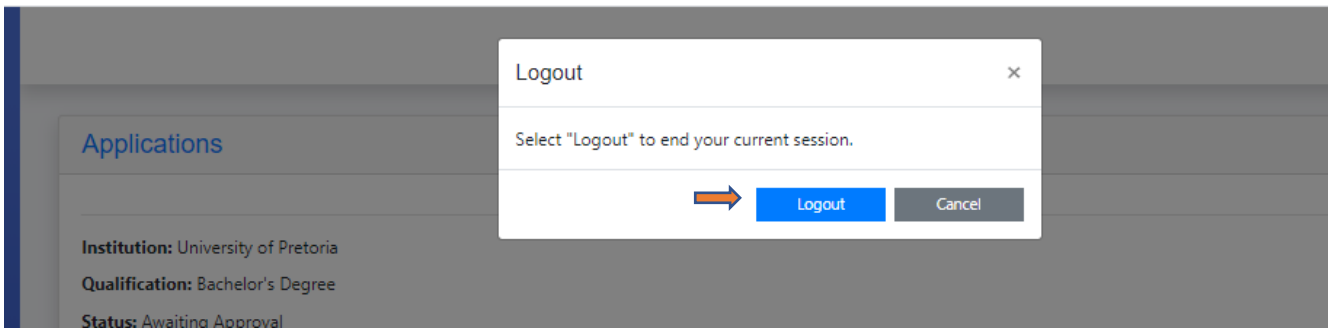 Logout ×
Select "Logout" to end your current session.
Logout Cancel
Applications
Institution: University of Pretoria
Qualification: Bachelor's Degree
Status: Awaiting Approval